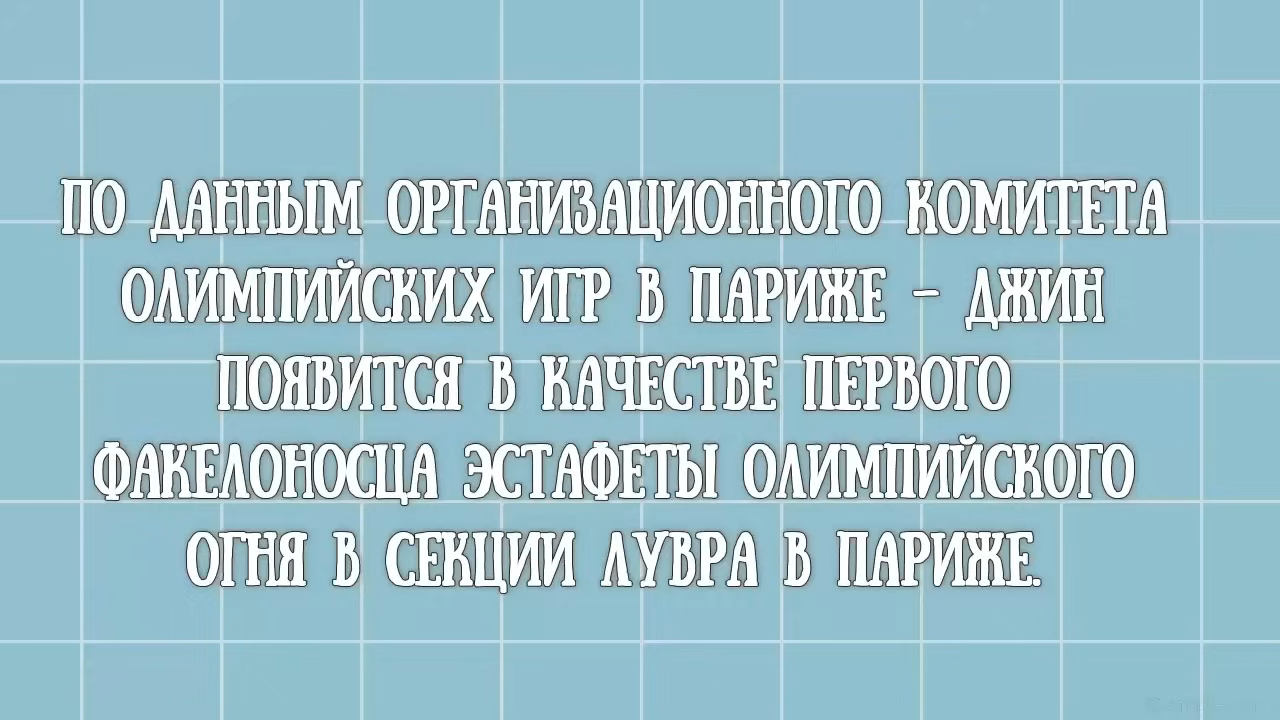 ПО ДАННЫМ ОРГАНИЗАЦИОННОГО КОМИТЕТА
ОЛИМПИЙСКИХ ИГР В ПАРИЖЕ - ДЖИН
ПОЯВИТСЯ В КАЧЕСТВЕ ПЕРВОГО
ФАКЕЛОНОСЦА ЭСТАФЕТЫ ОЛИМПИЙСКОГО
ОГНЯ В СЕКЦИИ ЛУВРА В ПАРИЖЕ.